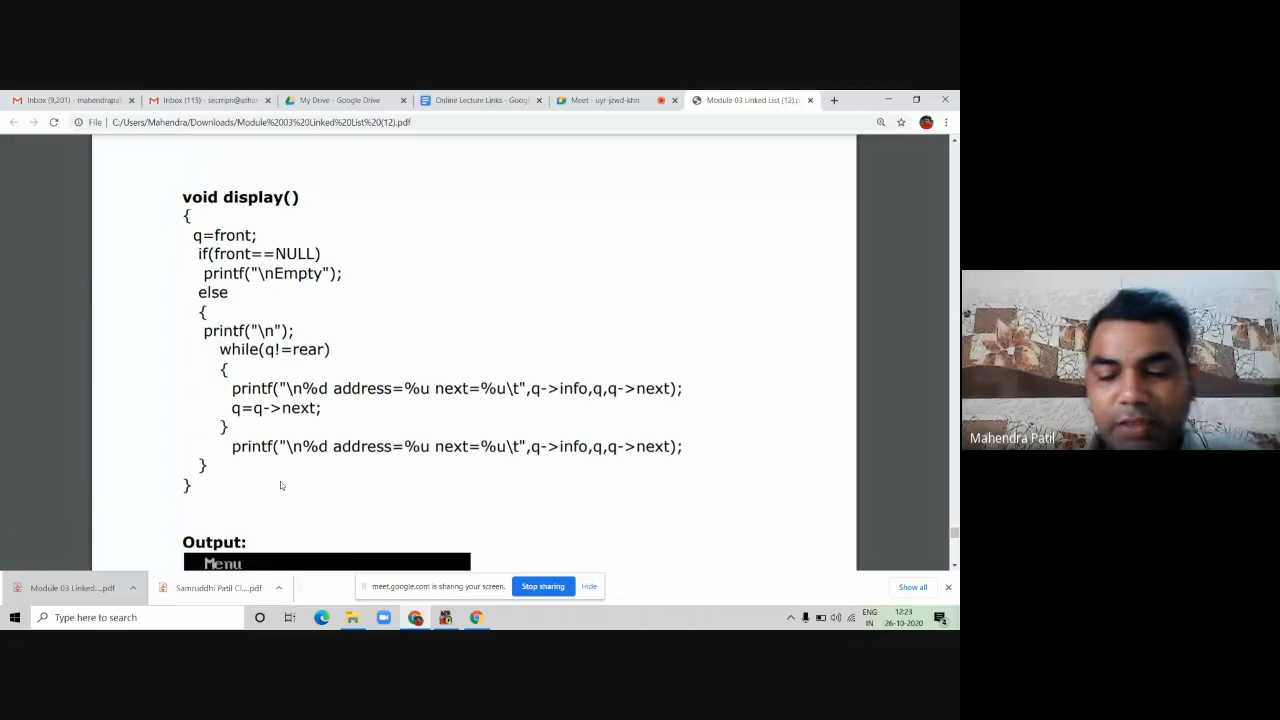 Inbox (9,201) - mahendrapat
Inbox (115) - secmpn@athar
My Drive - Google Drive
Online Lecture Links - Googl
Meet - uyr-jzwd-khn
Module 03 Linked List (12).p
File
C:/Users/Mahendra/Downloads/Module%2003%20Linked%20List%20(12).pdf
void display()
{
q=front;
if(front==NULL)
printf("\nEmpty");
else
{
printf("\n");
while(q!=rear)
{
printf("\n%d address=%u next=%u\t",q->info,q,q->next);
q=q->next;
}
printf("\n%d address=%u next=%u\t",q->info,q,q->next);
}
}
Output:
Menu
Mahendra Patil
Module 03 Linked....pdf
Samruddhi Patil Cl....pdf
meet.google.com is sharing your screen.
Stop sharing
Hide
Show all
Type here to search
ENG
IN
12:23
26-10-2020
4